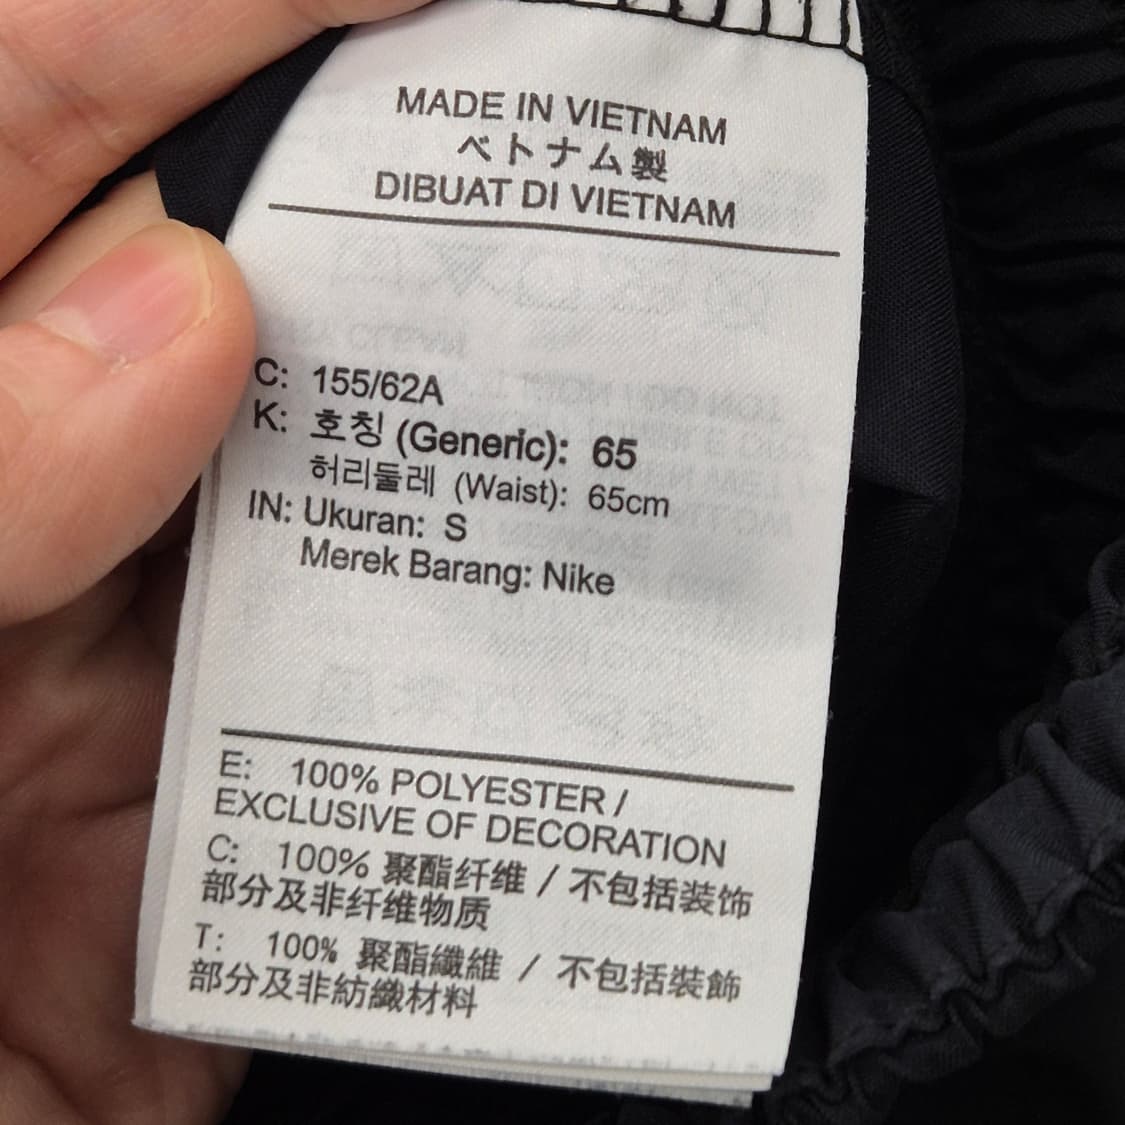 MADE IN VIETNAM
ベトナム製
DIBUAT DI VIETNAM
C: 155/62A
K: 호칭 (Generic): 65
허리둘레 (Waist): 65cm
IN: Ukuran: S
Merek Barang: Nike
E: 100% POLYESTER /
EXCLUSIVE OF DECORATION
C: 100% 聚酯纤维 / 不包括装饰
部分及非纤维物质
T: 100% 聚酯纖維 / 不包括裝飾
部分及非紡織材料